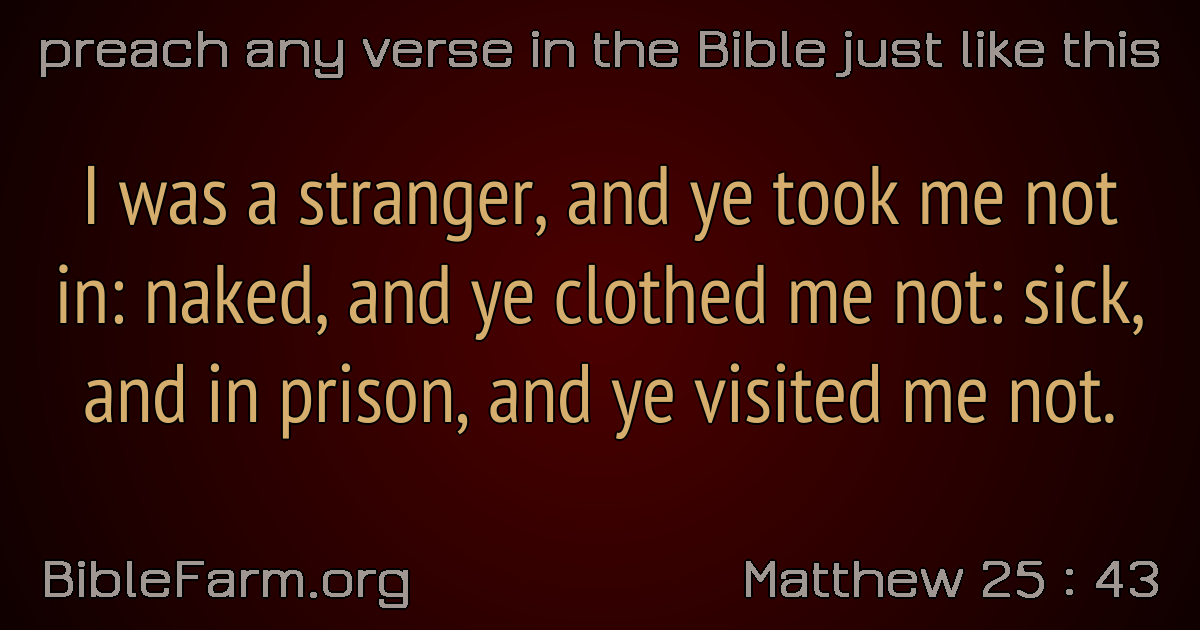 preach any verse in the Bible just like this
I was a stranger, and ye took me not
in: naked, and ye clothed me not: sick,
and in prison, and ye visited me not.
BibleFarm.org
Matthew 25 : 43